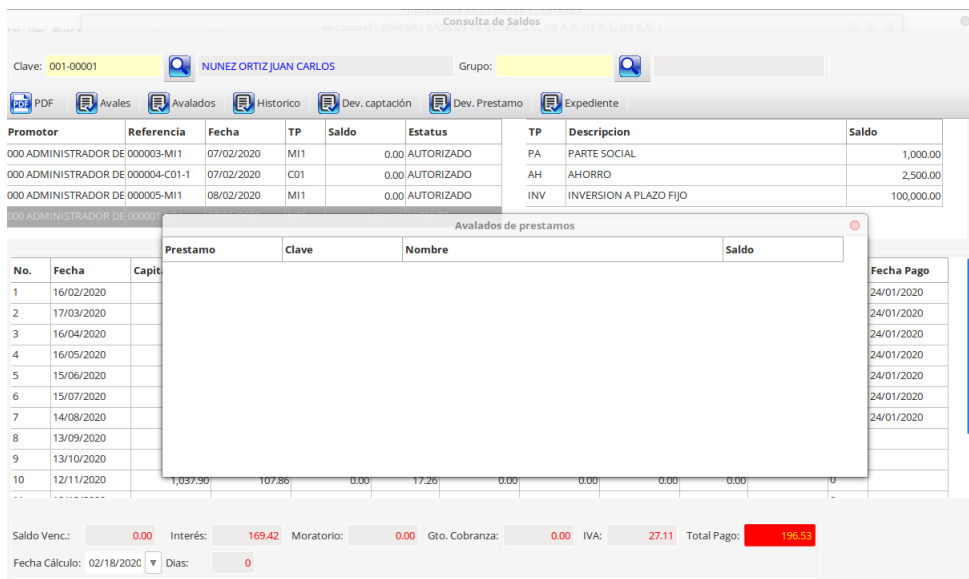 Consulta de Saldos
Clave: 001-00001 NUNEZ ORTIZ JUAN CARLOS Grupo:
PDF PDF Avales Avalados Historico Dev. captación Dev. Prestamo Expediente
Promotor Referencia Fecha TP Saldo Estatus TP Descripcion Saldo
000 ADMINISTRADOR DE 000003-MI1 07/02/2020 MI1 0.00 AUTORIZADO PA PARTE SOCIAL 1,000.00
000 ADMINISTRADOR DE 000004-C01-1 07/02/2020 C01 0.00 AUTORIZADO AH AHORRO 2,500.00
000 ADMINISTRADOR DE 000005-MI1 08/02/2020 MI1 0.00 AUTORIZADO INV INVERSION A PLAZO FIJO 100,000.00
000 ADMINISTRADOR DE 000001
Avalados de prestamos
Prestamo Clave Nombre Saldo
No. Fecha Capita Fecha Pago
1 16/02/2020 24/01/2020
2 17/03/2020 24/01/2020
3 16/04/2020 24/01/2020
4 16/05/2020 24/01/2020
5 15/06/2020 24/01/2020
6 15/07/2020 24/01/2020
7 14/08/2020 24/01/2020
8 13/09/2020
9 13/10/2020
10 12/11/2020 1,037.90 107.86 0.00 17.26 0.00 0.00 0.00 0.00 0
Saldo Venc.: 0.00 Interés: 169.42 Moratorio: 0.00 Gto. Cobranza: 0.00 IVA: 27.11 Total Pago: 196.53
Fecha Cálculo: 02/18/2020 Dias: 0